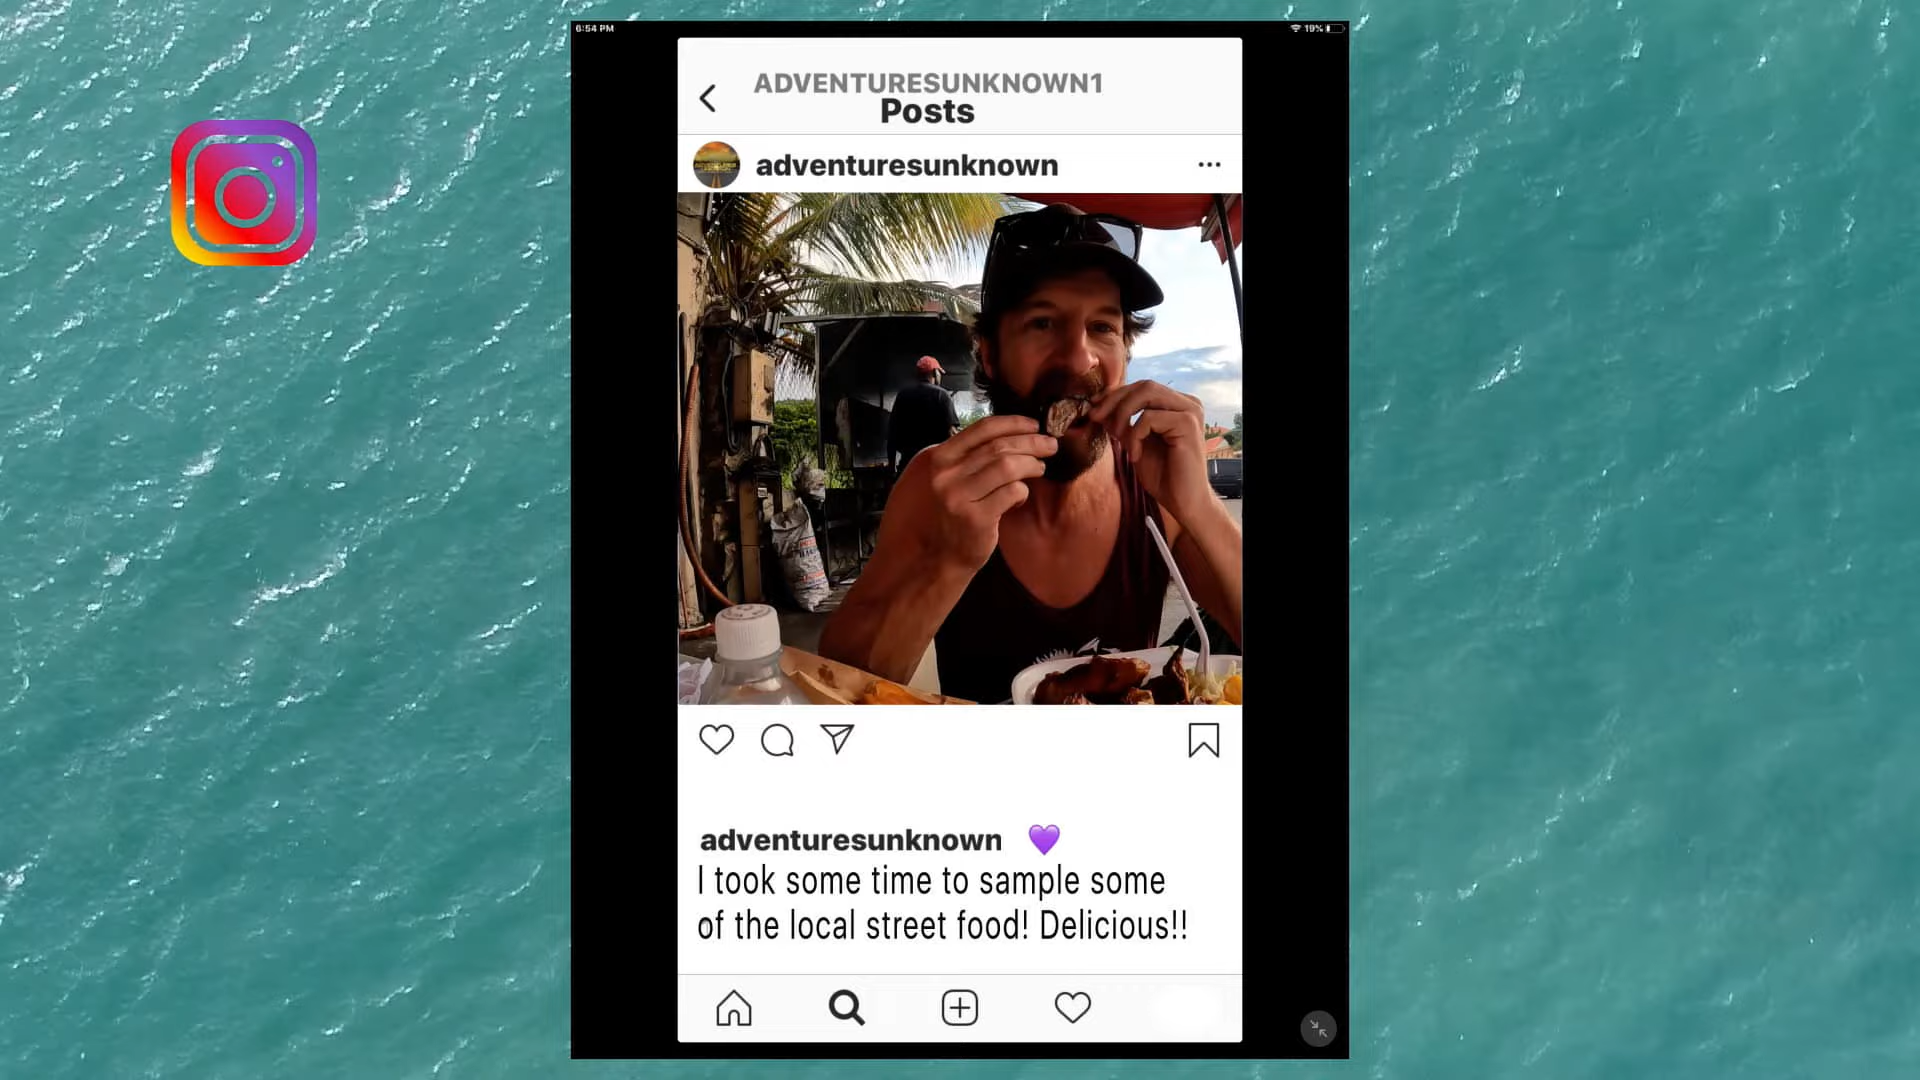 6:54 PM
19%
ADVENTURESUNKNOWN1
Posts
adventuresunknown
adventuresunknown 💜
I took some time to sample some
of the local street food! Delicious!!